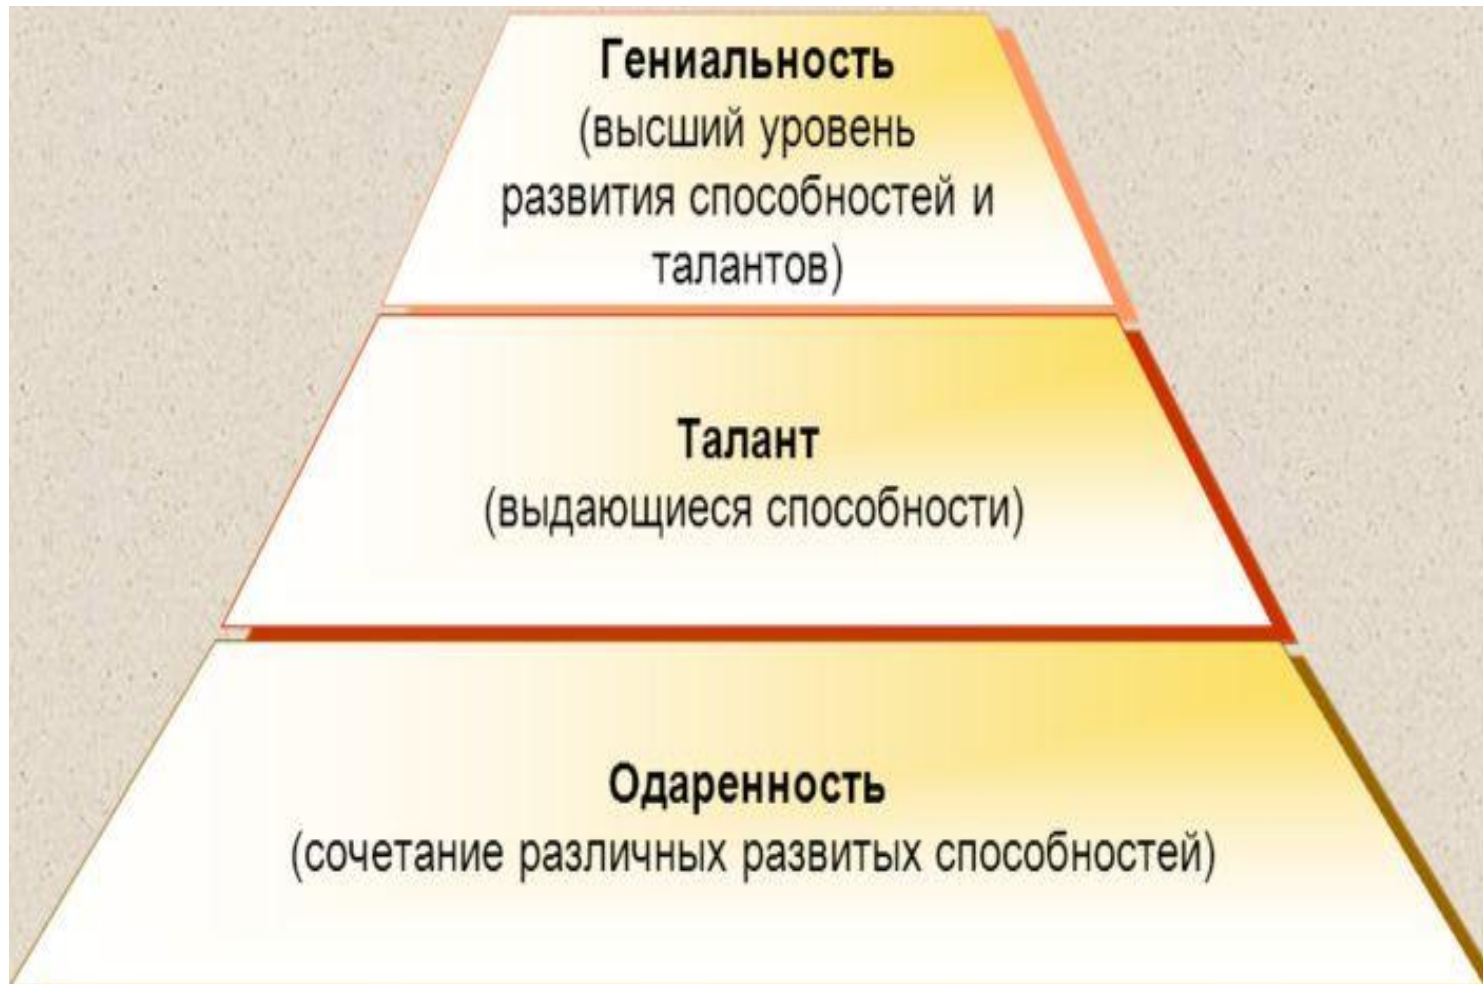 Гениальность
(высший уровень
развития способностей и
талантов)
Талант
(выдающиеся способности)
Одаренность
(сочетание различных развитых способностей)